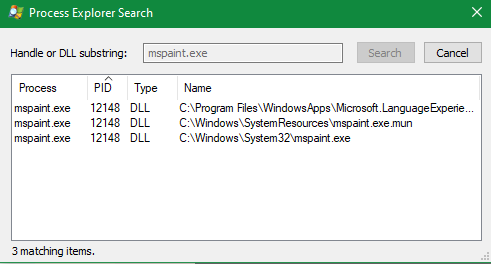 Process Explorer Search
Handle or DLL substring: mspaint.exe Search Cancel
Process PID Type Name
mspaint.exe 12148 DLL C:\Program Files\WindowsApps\Microsoft.LanguageExperie...
mspaint.exe 12148 DLL C:\Windows\SystemResources\mspaint.exe.mun
mspaint.exe 12148 DLL C:\Windows\System32\mspaint.exe
3 matching items.